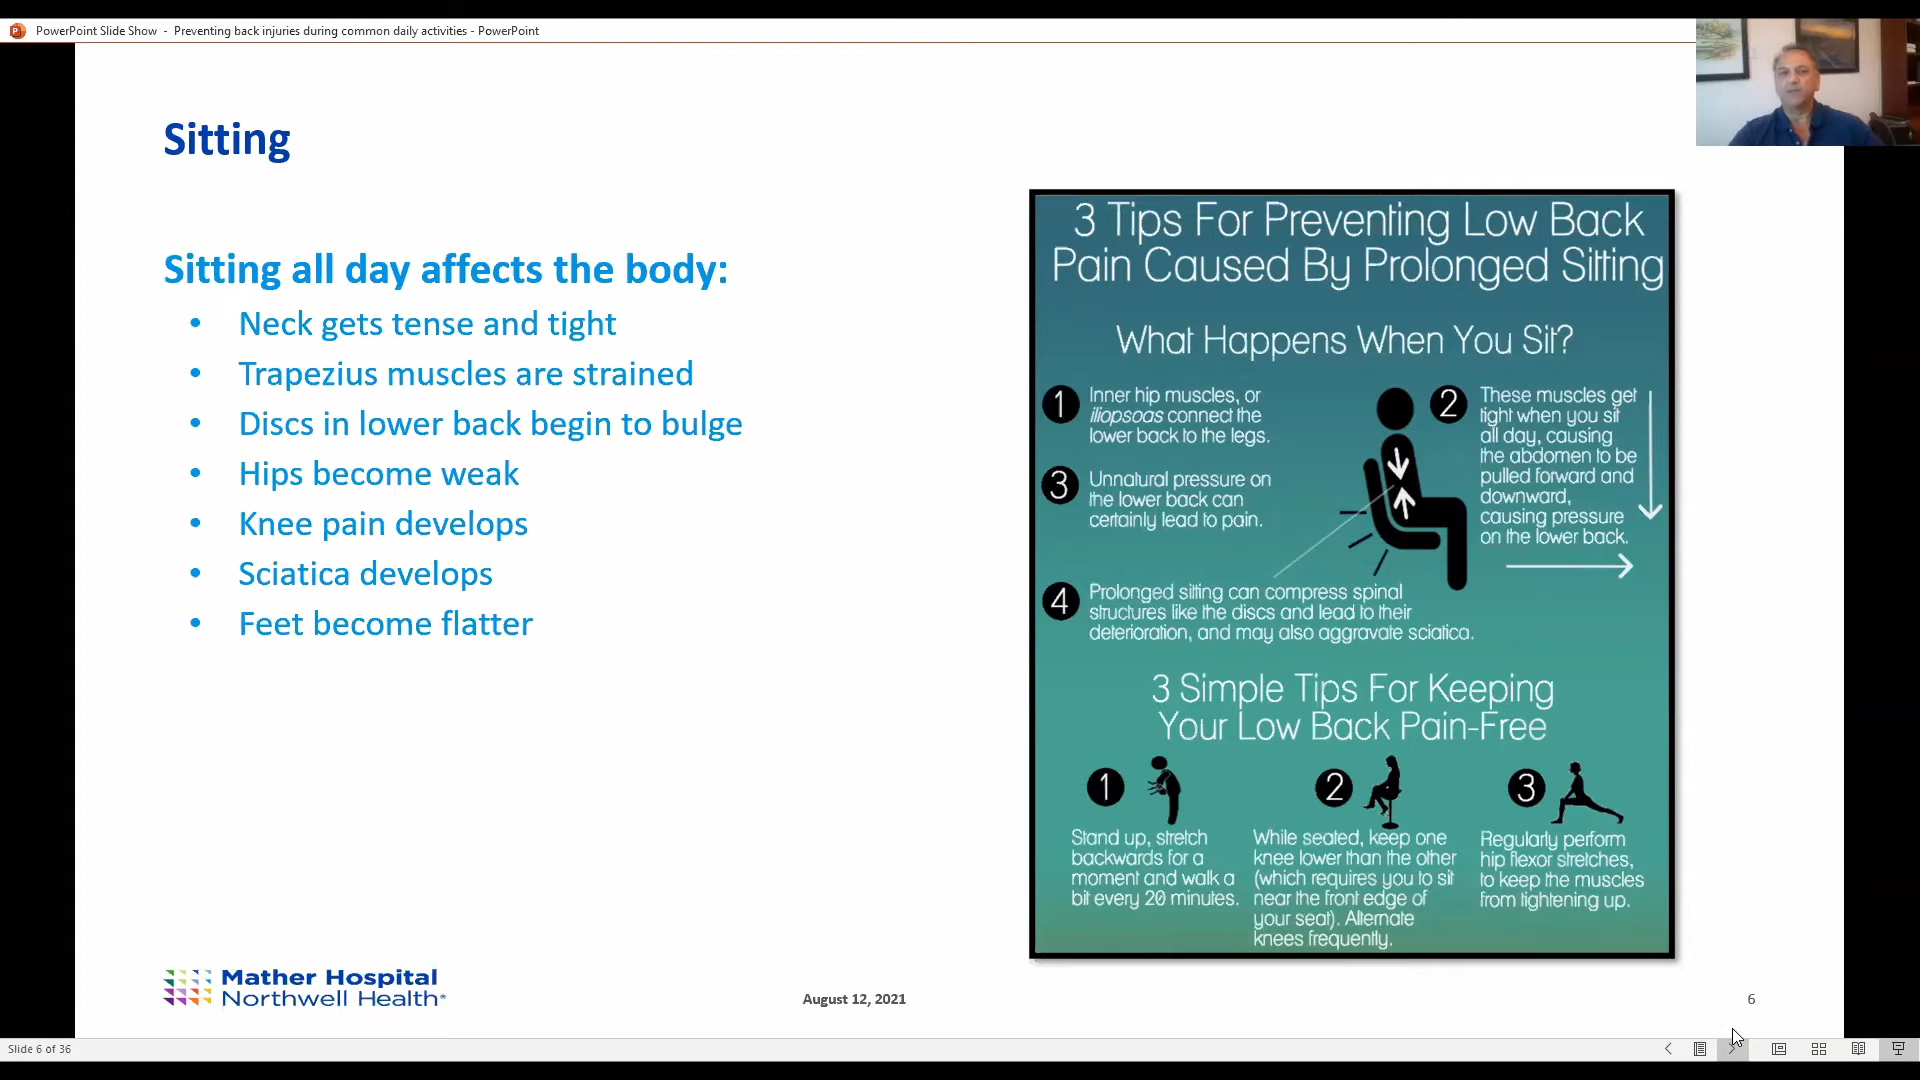 PowerPoint Slide Show - Preventing back injuries during common daily activities - PowerPoint
Sitting
Sitting all day affects the body:
• Neck gets tense and tight
• Trapezius muscles are strained
• Discs in lower back begin to bulge
• Hips become weak
• Knee pain develops
• Sciatica develops
• Feet become flatter
3 Tips For Preventing Low Back
Pain Caused By Prolonged Sitting
What Happens When You Sit?
1
Inner hip muscles, or
iliopsoas connect the
lower back to the legs.
2
These muscles get
tight when you sit
all day, causing
the abdomen to be
pulled forward and
downward,
causing pressure
on the lower back.
3
Unnatural pressure on
the lower back can
certainly lead to pain.
4
Prolonged sitting can compress spinal
structures like the discs and lead to their
deterioration, and may also aggravate sciatica.
3 Simple Tips For Keeping
Your Low Back Pain-Free
1
Stand up, stretch
backwards for a
moment and walk a
bit every 20 minutes.
2
While seated, keep one
knee lower than the other
(which requires you to sit
near the front edge of
your seat). Alternate
knees frequently.
3
Regularly perform
hip flexor stretches,
to keep the muscles
from tightening up.
Mather Hospital
Northwell Health®
August 12, 2021
6
Slide 6 of 36